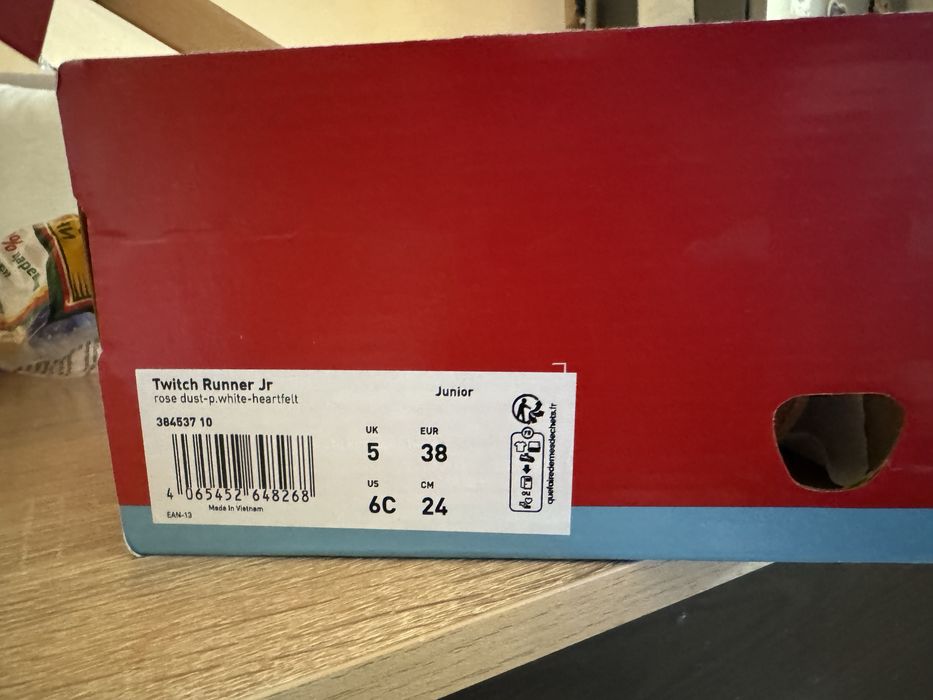 Twitch Runner Jr
rose dust-p.white-heartfelt
Junior
384537 10
UK
5
EUR
38
US
6C
CM
24
4 065452 648268
EAN-13
Made in Vietnam
quefairedemesdechets.fr